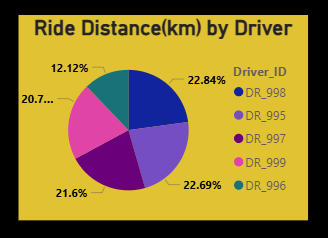 Ride Distance(km) by Driver
12.12%
22.84%
Driver_ID
DR_998
20.7...
DR_995
DR_997
DR_999
DR_996
21.6%
22.69%